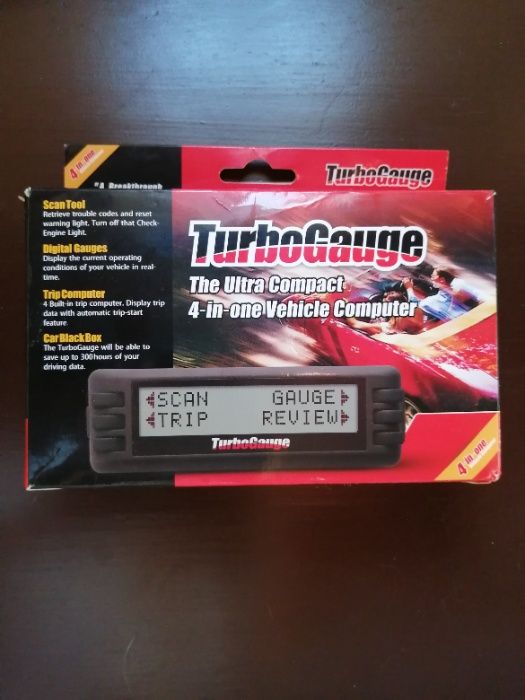 4 in one
"A Breakthrough
TurboGauge
Scan Tool
Retrieve trouble codes and reset
warning light. Turn off that Check-
Engine Light.
Digital Gauges
Display the current operating
conditions of your vehicle in real-
time.
Trip Computer
4 Built-in trip computer. Display trip
data with automatic trip-start
feature.
Car Black Box
The TurboGauge will be able to
save up to 300hours of your
driving data.
TurboGauge
The Ultra Compact
4-in-one Vehicle Computer
SCAN GAUGE
TRIP REVIEW
TurboGauge
4 in one